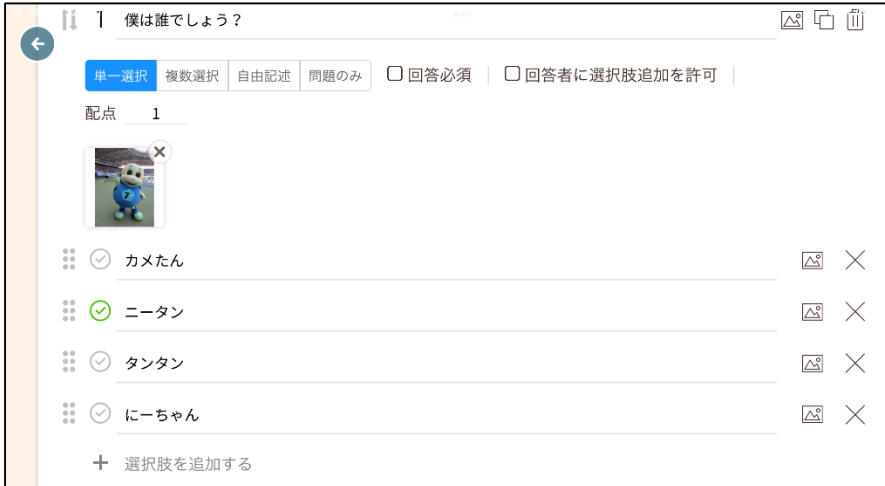 1 僕は誰でしょう？
単一選択 複数選択 自由記述 問題のみ 回答必須 回答者に選択肢追加を許可
配点 1
カメたん
ニータン
タンタン
にーちゃん
選択肢を追加する